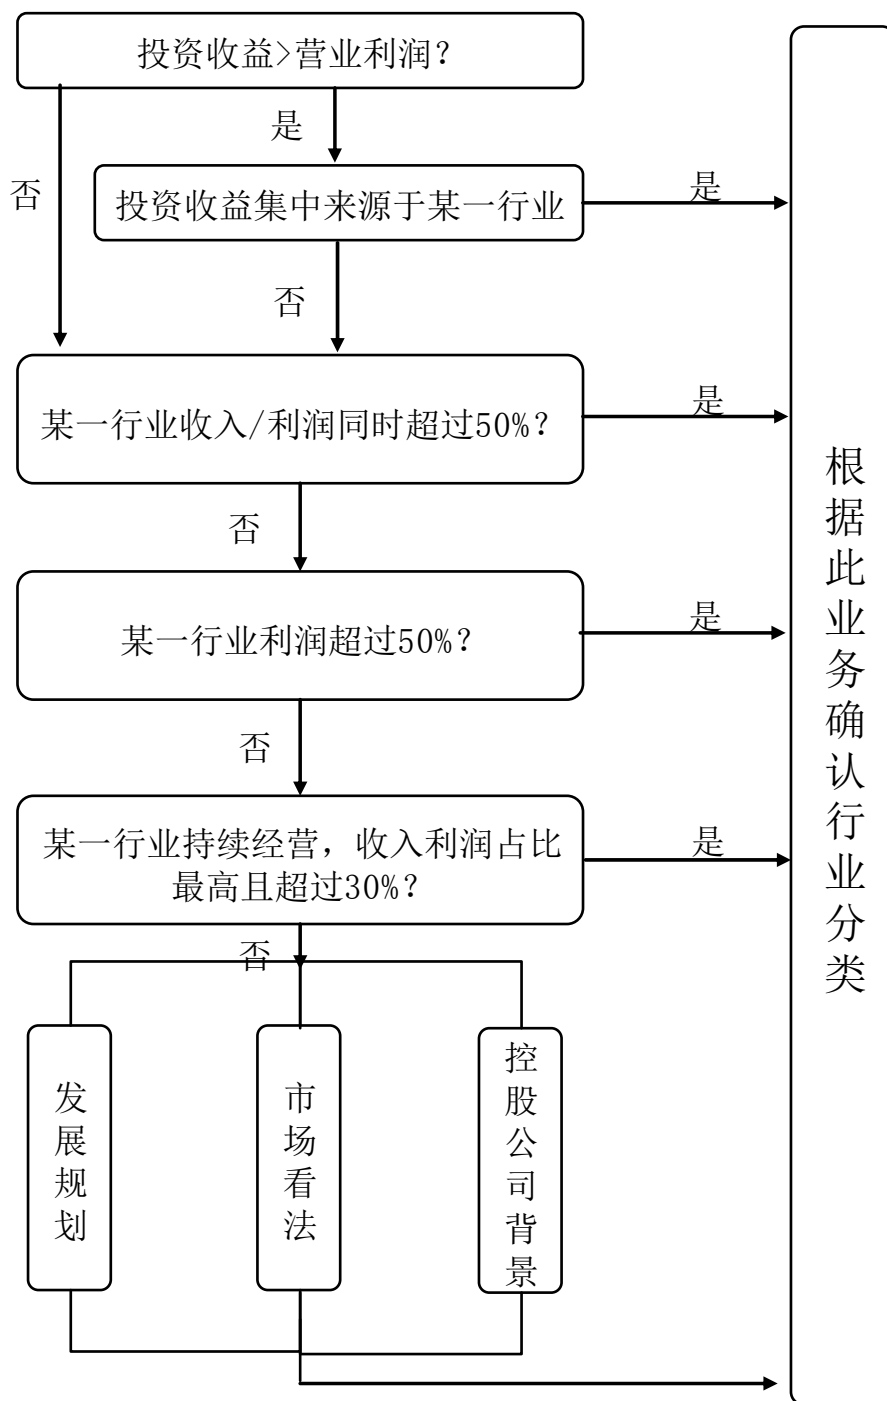 投资收益>营业利润？
是
否
投资收益集中来源于某一行业
是
否
某一行业收入/利润同时超过50%？
是
否
某一行业利润超过50%？
是
否
某一行业持续经营，收入利润占比
最高且超过30%？
是
否
发展规划
市场看法
控股公司背景
根据此业务确认行业分类